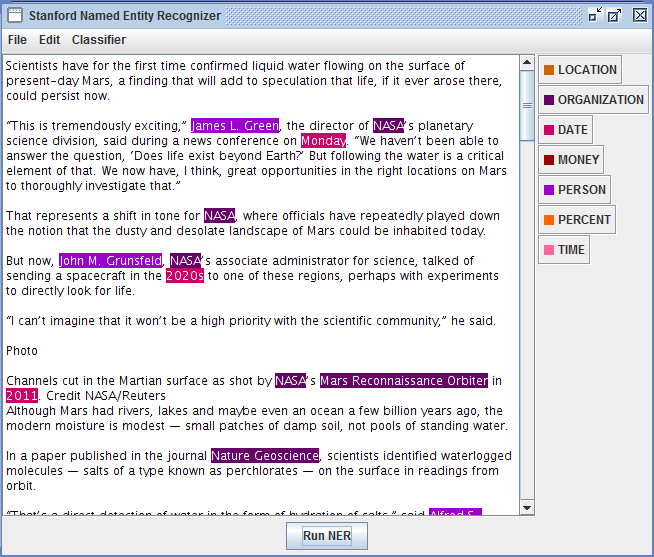 Stanford Named Entity Recognizer
File Edit Classifier
Scientists have for the first time confirmed liquid water flowing on the surface of
present-day Mars, a finding that will add to speculation that life, if it ever arose there,
could persist now.
“This is tremendously exciting,” James L. Green, the director of NASA’s planetary
science division, said during a news conference on Monday. “We haven’t been able to
answer the question, ‘Does life exist beyond Earth?’ But following the water is a critical
element of that. We now have, I think, great opportunities in the right locations on Mars
to thoroughly investigate that.”
That represents a shift in tone for NASA, where officials have repeatedly played down
the notion that the dusty and desolate landscape of Mars could be inhabited today.
But now, John M. Grunsfeld, NASA’s associate administrator for science, talked of
sending a spacecraft in the 2020s to one of these regions, perhaps with experiments
to directly look for life.
“I can’t imagine that it won’t be a high priority with the scientific community,” he said.
Photo
Channels cut in the Martian surface as shot by NASA’s Mars Reconnaissance Orbiter in
2011. Credit NASA/Reuters
Although Mars had rivers, lakes and maybe even an ocean a few billion years ago, the
modern moisture is modest — small patches of damp soil, not pools of standing water.
In a paper published in the journal Nature Geoscience, scientists identified waterlogged
molecules — salts of a type known as perchlorates — on the surface in readings from
orbit.
“That’s a direct detection of water in the form of hydration of salts,” said Alfred S.
LOCATION
ORGANIZATION
DATE
MONEY
PERSON
PERCENT
TIME
Run NER